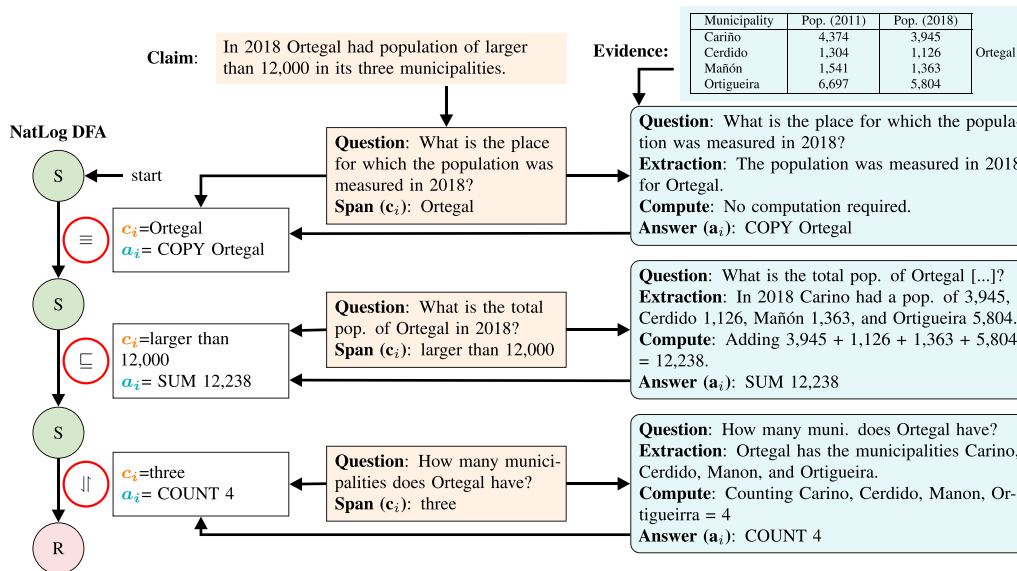 Claim:
In 2018 Ortegal had population of larger
than 12,000 in its three municipalities.
Evidence:
Municipality Pop. (2011) Pop. (2018)
Cariño 4,374 3,945
Cerdido 1,304 1,126
Mañón 1,541 1,363
Ortigueira 6,697 5,804
Ortegal
NatLog DFA
S
start
≡
ci=Ortegal
ai= COPY Ortegal
Question: What is the place
for which the population was
measured in 2018?
Span (ci): Ortegal
Question: What is the place for which the popula-
tion was measured in 2018?
Extraction: The population was measured in 2018
for Ortegal.
Compute: No computation required.
Answer (ai): COPY Ortegal
S
⊑
ci=larger than
12,000
ai= SUM 12,238
Question: What is the total
pop. of Ortegal in 2018?
Span (ci): larger than 12,000
Question: What is the total pop. of Ortegal [...]?
Extraction: In 2018 Carino had a pop. of 3,945,
Cerdido 1,126, Mañón 1,363, and Ortigueira 5,804.
Compute: Adding 3,945 + 1,126 + 1,363 + 5,804
= 12,238.
Answer (ai): SUM 12,238
S
⥯
ci=three
ai= COUNT 4
Question: How many munici-
palities does Ortegal have?
Span (ci): three
Question: How many muni. does Ortegal have?
Extraction: Ortegal has the municipalities Carino,
Cerdido, Manon, and Ortigueira.
Compute: Counting Carino, Cerdido, Manon, Or-
tigueirra = 4
Answer (ai): COUNT 4
R